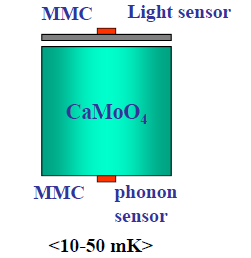 MMC Light sensor
CaMoO4
MMC phonon
sensor
<10-50 mK>